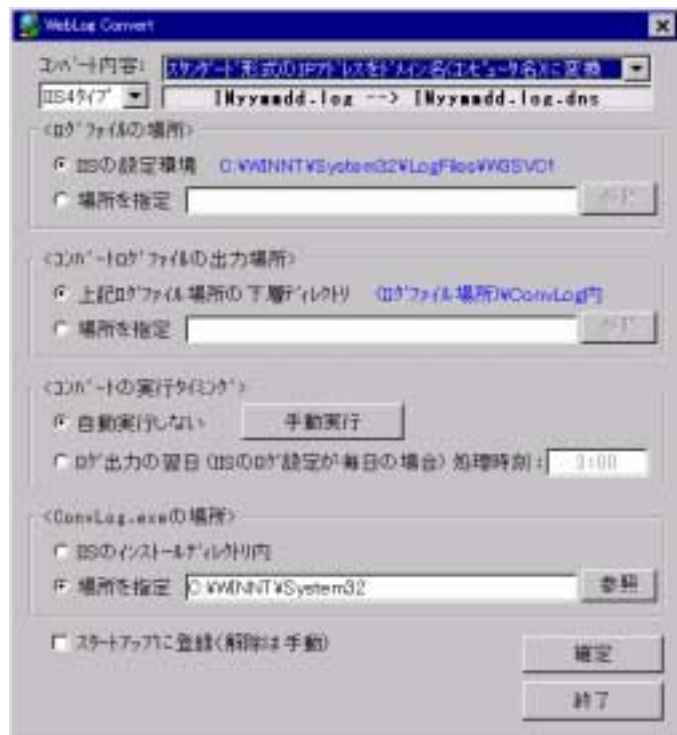 WebLog Convert
ｺﾝﾊﾞｰﾄ内容: ｽﾀﾝﾀﾞｰﾄﾞ形式のIPｱﾄﾞﾚｽをﾄﾞﾒｲﾝ名(ｺﾝﾋﾟｭｰﾀ名)に変換
IIS4ﾀｲﾌﾟ INyymmdd.log --> INyymmdd.log.dns
<ﾛｸﾞﾌｧｲﾙの場所>
IISの設定環境 C:¥WINNT¥System32¥LogFiles¥W3SVC1
場所を指定
<ｺﾝﾊﾞｰﾄﾛｸﾞﾌｧｲﾙの出力場所>
上記ﾛｸﾞﾌｧｲﾙ場所の下層ﾃﾞｨﾚｸﾄﾘ (ﾛｸﾞﾌｧｲﾙ場所)¥ConvLog内
場所を指定
<ｺﾝﾊﾞｰﾄの実行ﾀｲﾐﾝｸﾞ>
自動実行しない 手動実行
ﾛｸﾞ出力の翌日(IISのﾛｸﾞ設定が毎日の場合) 処理時刻: 3:00
<ConvLog.exeの場所>
IISのｲﾝｽﾄｰﾙﾃﾞｨﾚｸﾄﾘ内
場所を指定 C:¥WINNT¥System32 参照
ｽﾀｰﾄｱｯﾌﾟに登録(解除は手動)
確定
終了